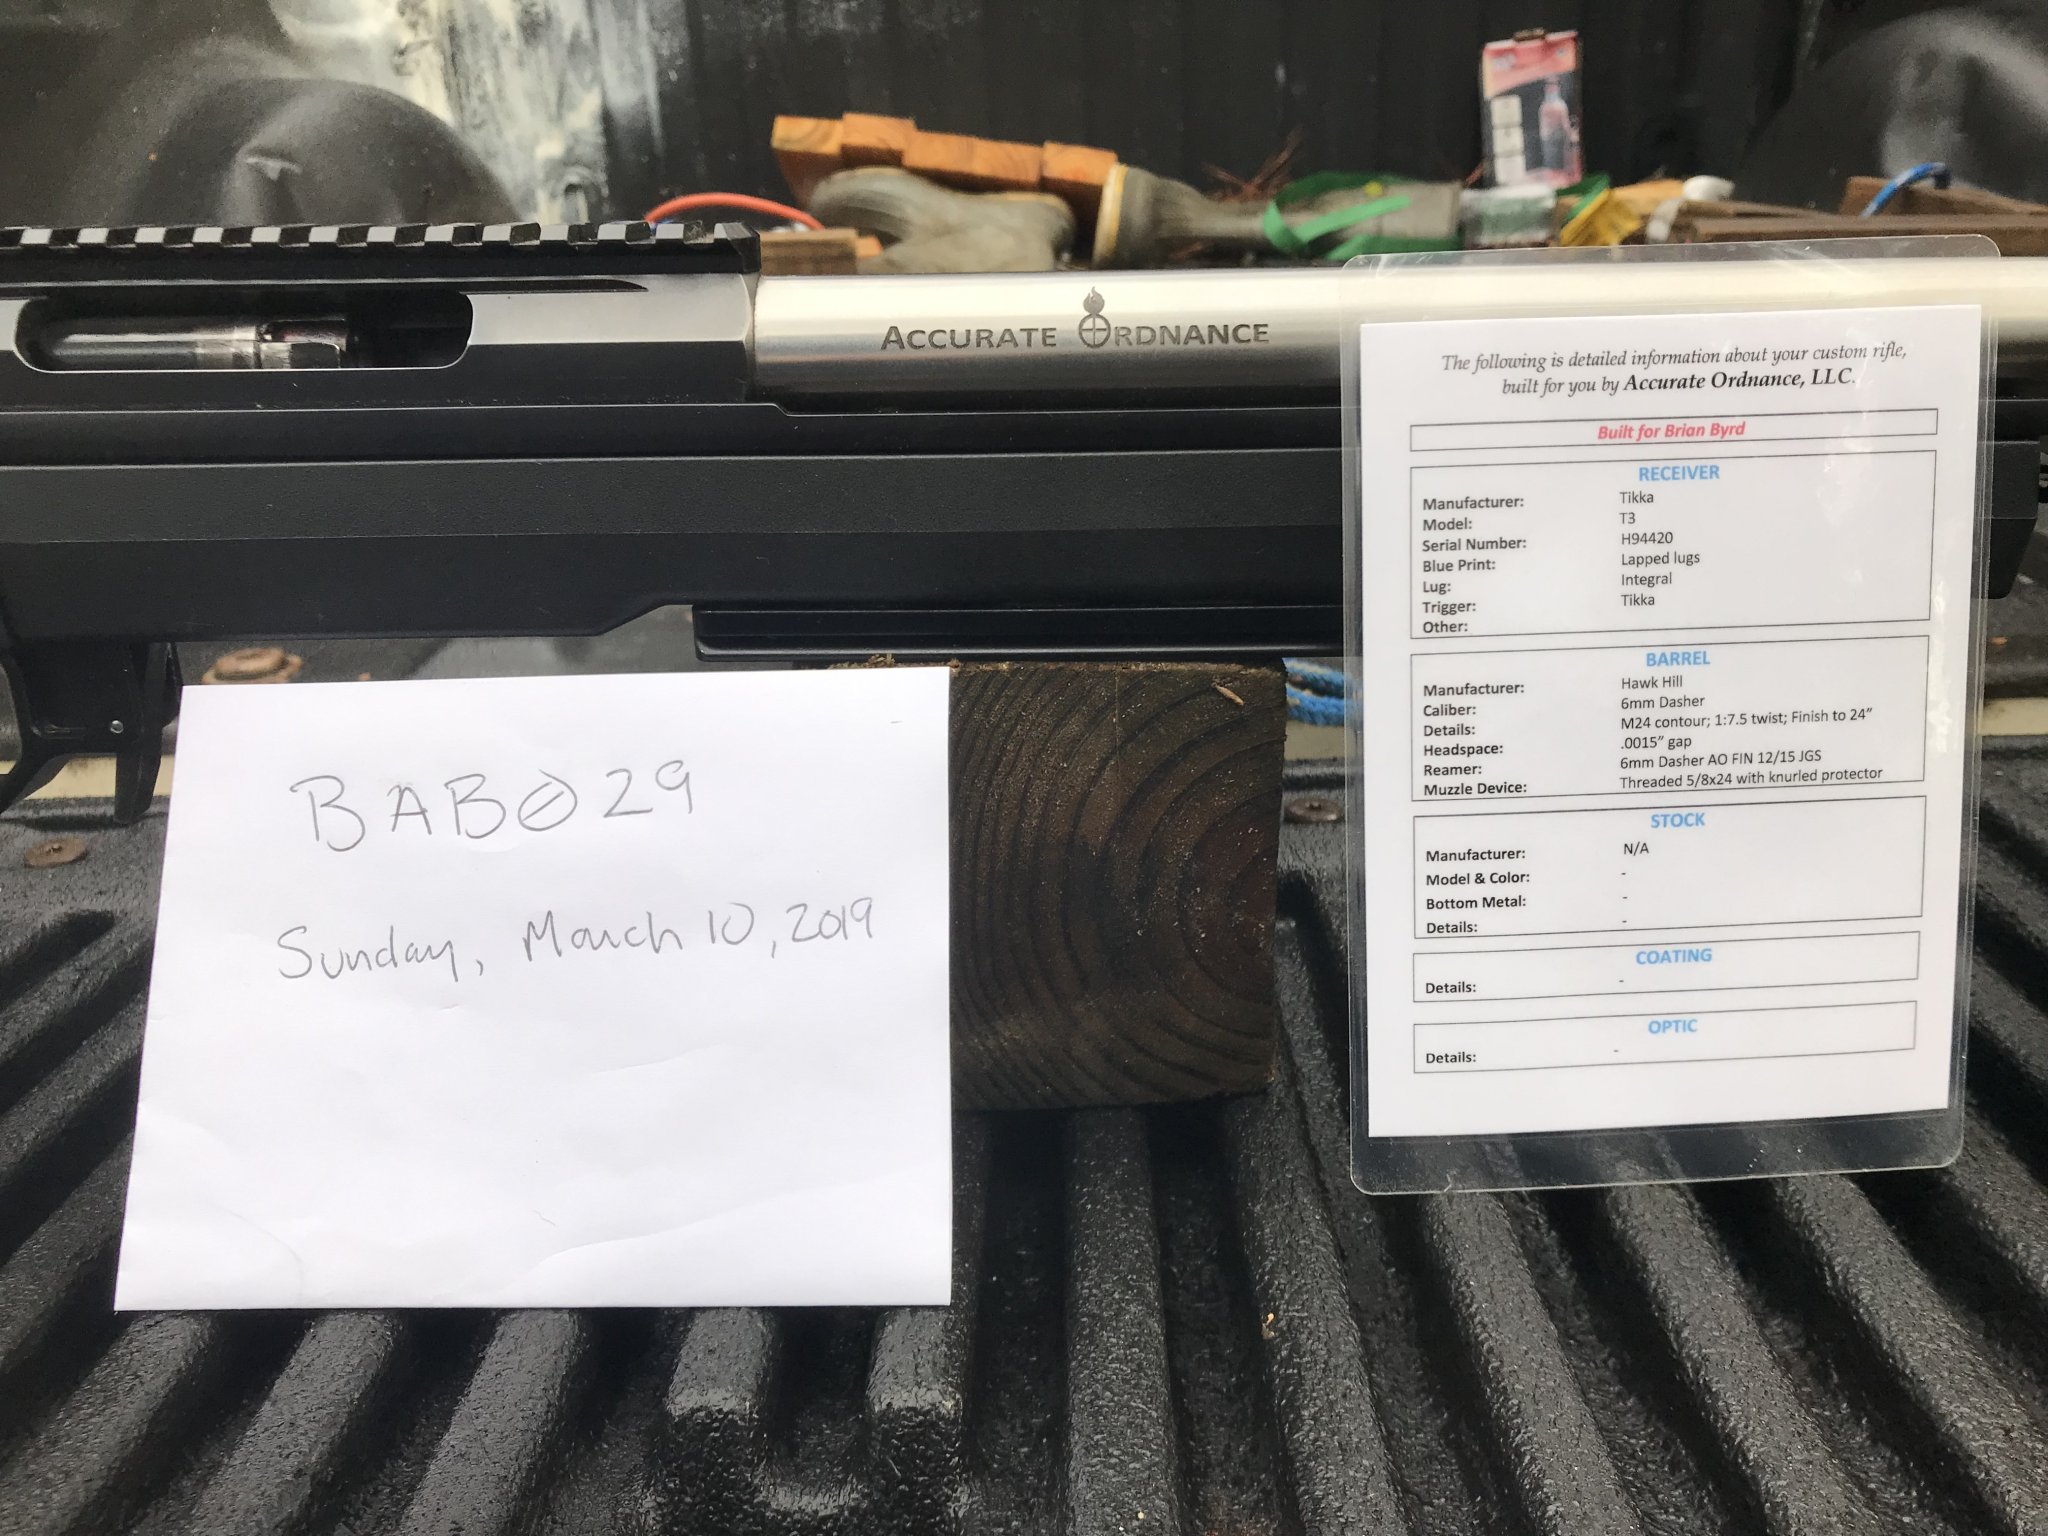 ACCURATE ORDNANCE
BAB029
Sunday, March 10, 2019
The following is detailed information about your custom rifle,
built for you by Accurate Ordnance, LLC.
Built for Brian Byrd
RECEIVER
Manufacturer: Tikka
Model: T3
Serial Number: H94420
Blue Print: Lapped lugs
Lug: Integral
Trigger: Tikka
Other:
BARREL
Manufacturer: Hawk Hill
Caliber: 6mm Dasher
Details: M24 contour; 1:7.5 twist; Finish to 24”
Headspace: .0015” gap
Reamer: 6mm Dasher AO FIN 12/15 JGS
Muzzle Device: Threaded 5/8x24 with knurled protector
STOCK
Manufacturer: N/A
Model & Color: -
Bottom Metal: -
Details: -
COATING
Details: -
OPTIC
Details: -